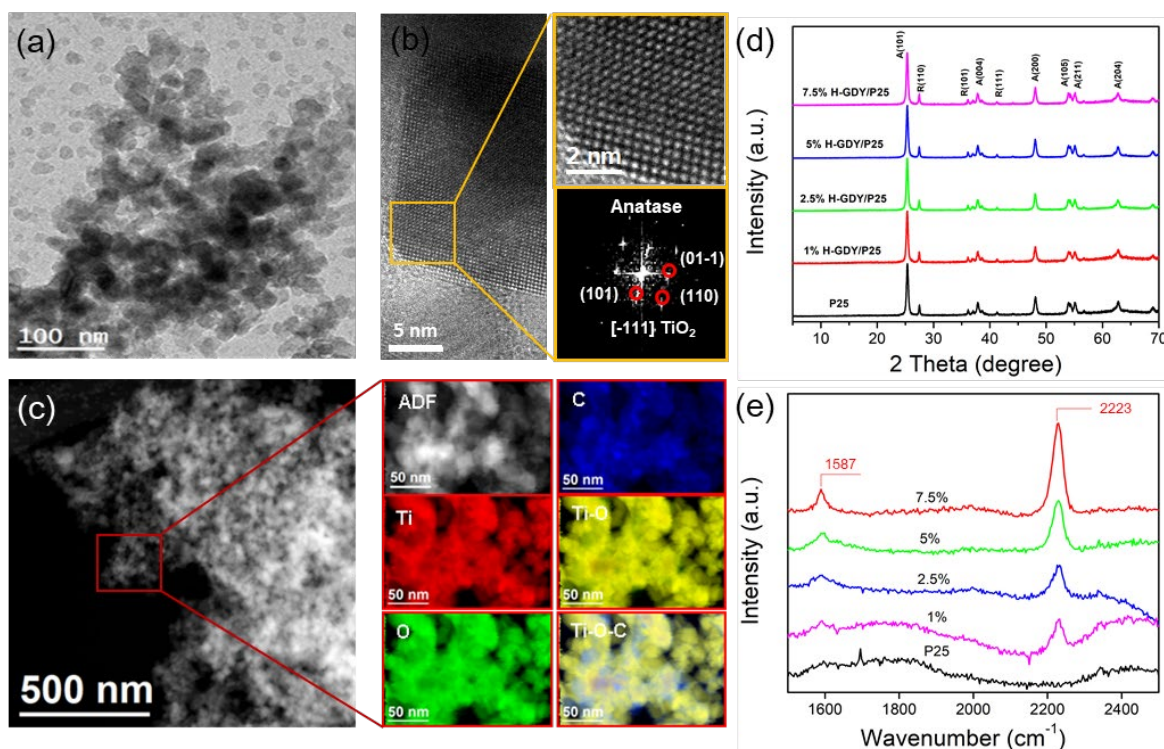 (a)
100 nm
(b)
5 nm
2 nm
Anatase
(01-1)
(101)
(110)
[-111] TiO₂
(c)
500 nm
ADF
50 nm
C
50 nm
Ti
50 nm
Ti-O
50 nm
O
50 nm
Ti-O-C
50 nm
(d)
A(101)
R(110)
R(101)
A(004)
R(111)
A(200)
A(105)
A(211)
A(204)
7.5% H-GDY/P25
5% H-GDY/P25
2.5% H-GDY/P25
1% H-GDY/P25
P25
Intensity (a.u.)
10 20 30 40 50 60 70
2 Theta (degree)
(e)
2223
1587
7.5%
5%
2.5%
1%
P25
Intensity (a.u.)
1600 1800 2000 2200 2400
Wavenumber (cm⁻¹)